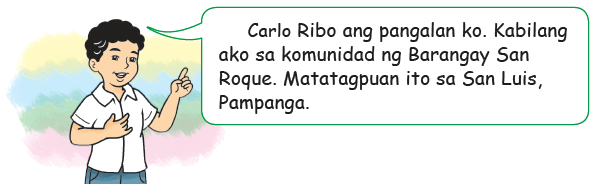 Carlo Ribo ang pangalan ko. Kabilang
ako sa komunidad ng Barangay San
Roque. Matatagpuan ito sa San Luis,
Pampanga.